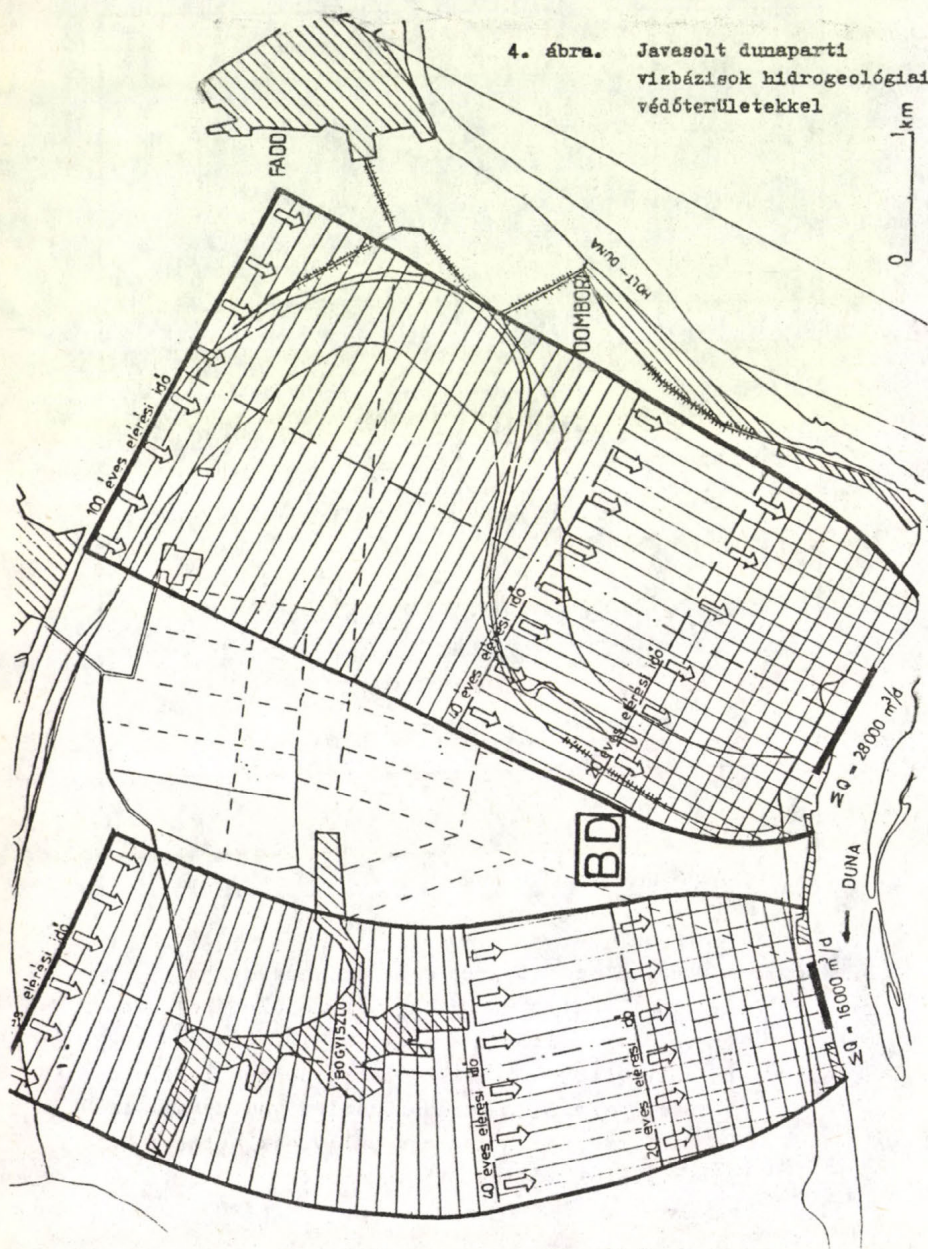 4. ábra. Javasolt dunaparti
vizbázisok hidrogeológiai
védőterületekkel
0 1 km
FADD
DOMBORI
HOLT-DUNA
100 éves elérési idő
40 éves elérési idő
20 éves elérési idő
ΣQ = 28000 m³/d
BD
DUNA
elérési idő
BOGYISZLÓ
40 éves elérési idő
20 éves elérési idő
ΣQ = 16000 m³/d